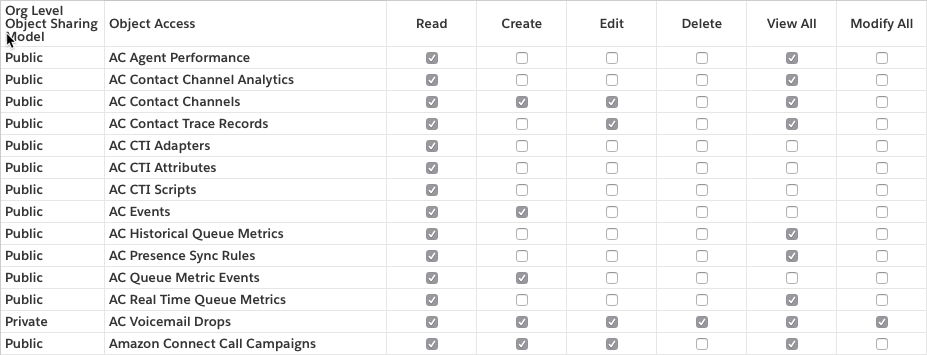 Org Level
Object Sharing
Model
Object Access
Read
Create
Edit
Delete
View All
Modify All
Public AC Agent Performance
Public AC Contact Channel Analytics
Public AC Contact Channels
Public AC Contact Trace Records
Public AC CTI Adapters
Public AC CTI Attributes
Public AC CTI Scripts
Public AC Events
Public AC Historical Queue Metrics
Public AC Presence Sync Rules
Public AC Queue Metric Events
Public AC Real Time Queue Metrics
Private AC Voicemail Drops
Public Amazon Connect Call Campaigns